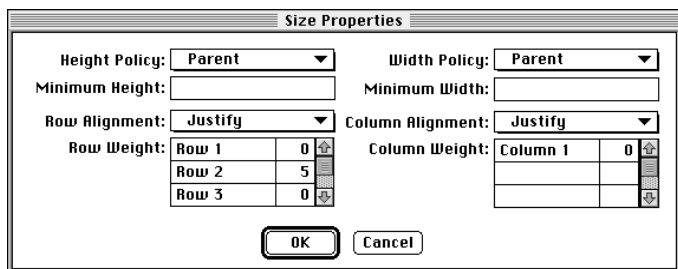 Size Properties
Height Policy: Parent Width Policy: Parent
Minimum Height: Minimum Width:
Row Alignment: Justify Column Alignment: Justify
Row Weight: Row 1 0 Column Weight: Column 1 0
Row 2 5
Row 3 0
OK Cancel